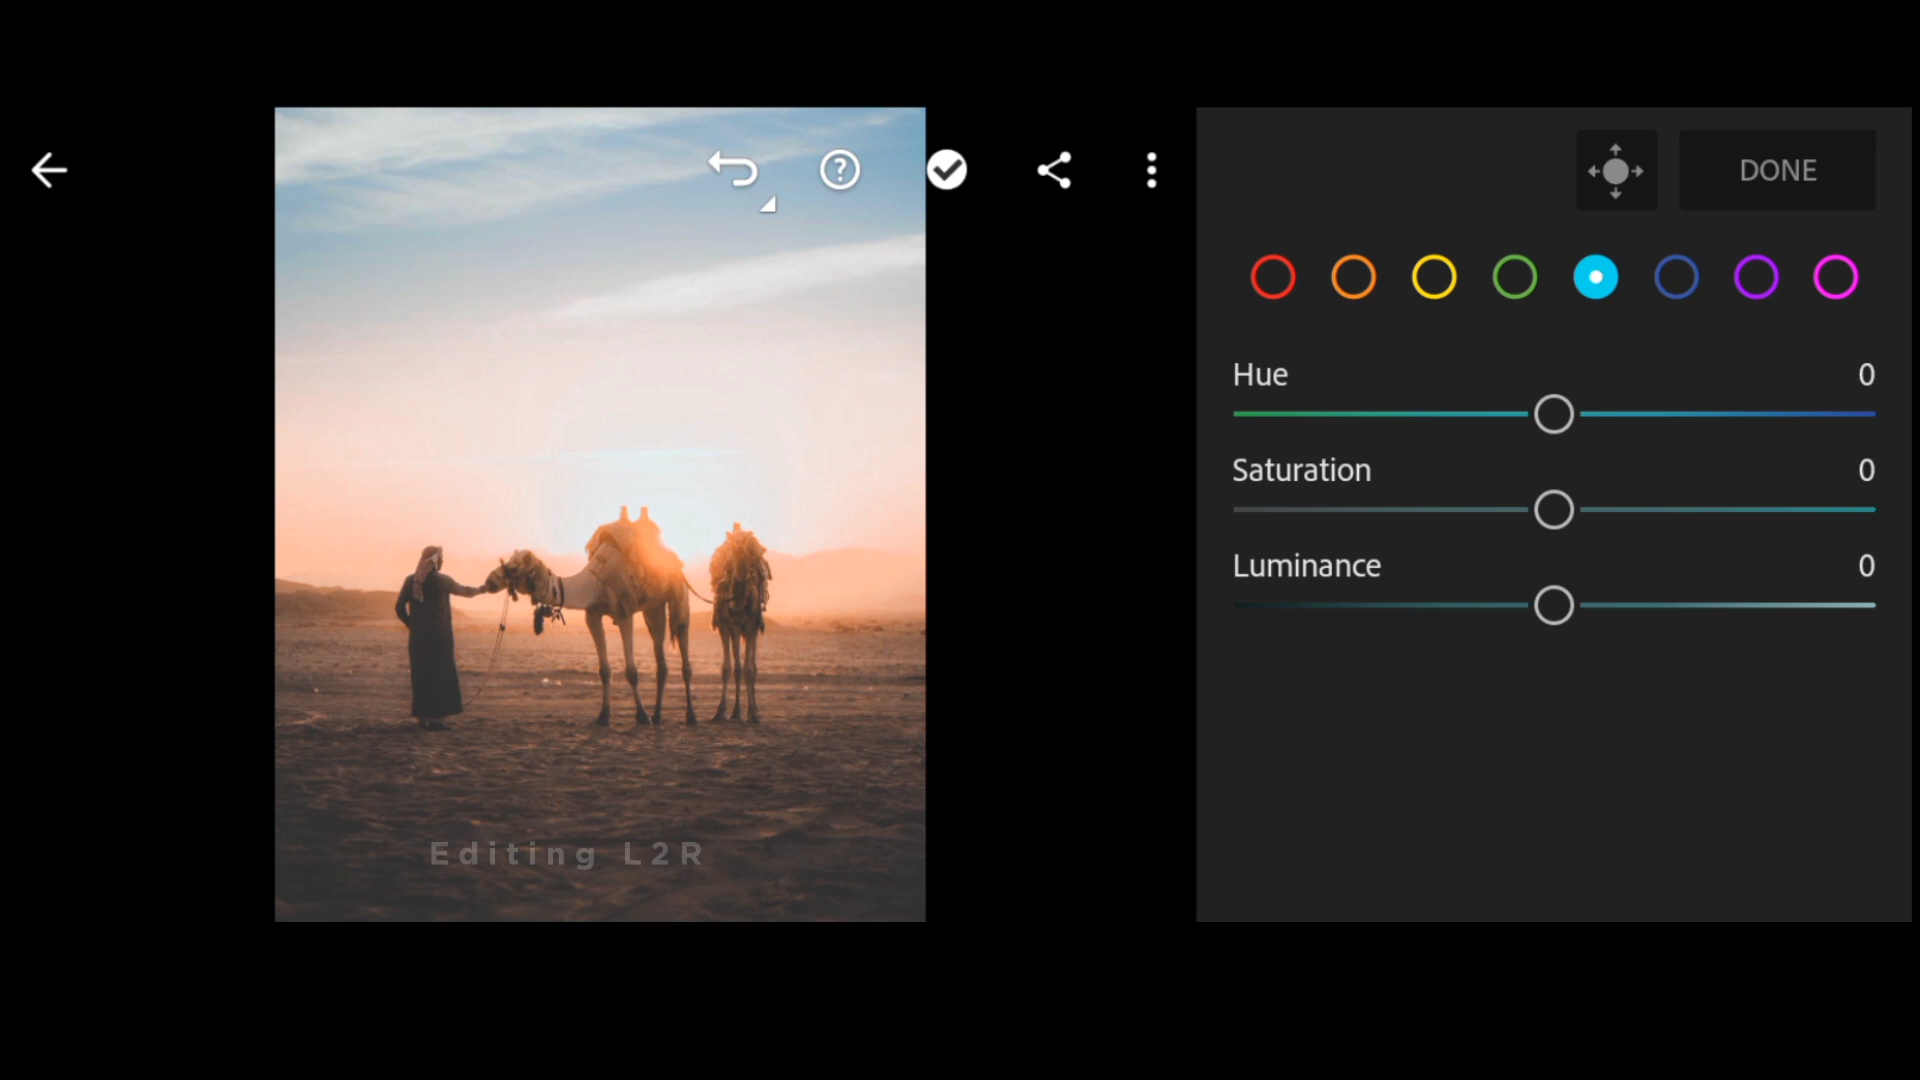 DONE
Hue 0
Saturation 0
Luminance 0
Editing L2R